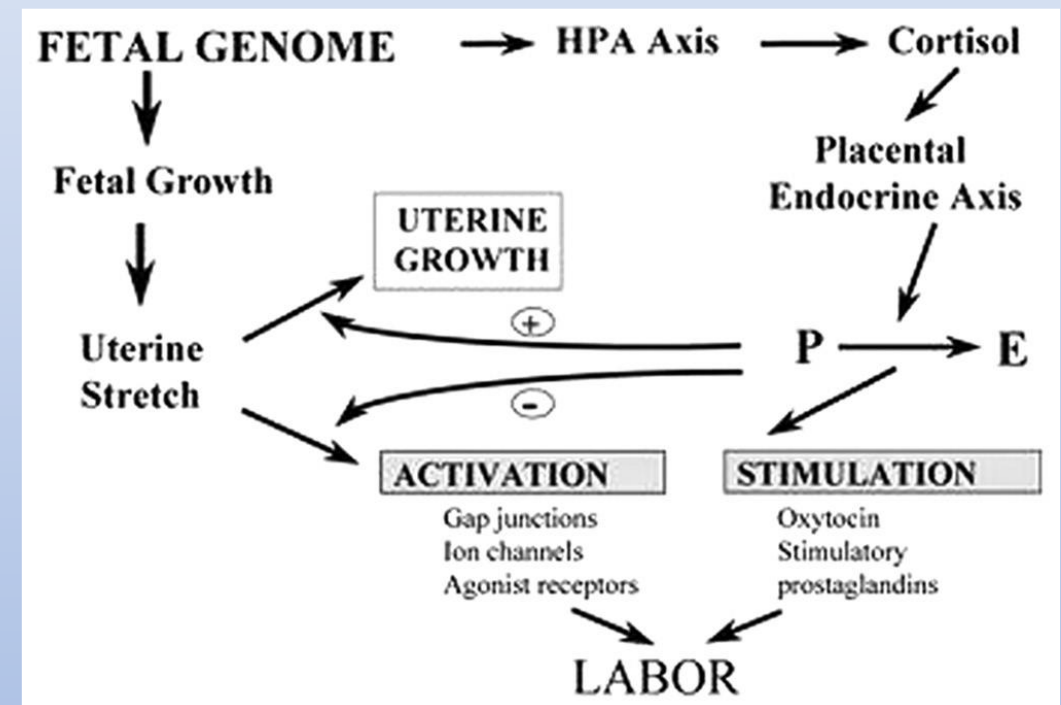 FETAL GENOME
HPA Axis
Cortisol
Fetal Growth
Placental
Endocrine Axis
UTERINE
GROWTH
+
Uterine
Stretch
P
E
-
ACTIVATION
Gap junctions
Ion channels
Agonist receptors
STIMULATION
Oxytocin
Stimulatory
prostaglandins
LABOR